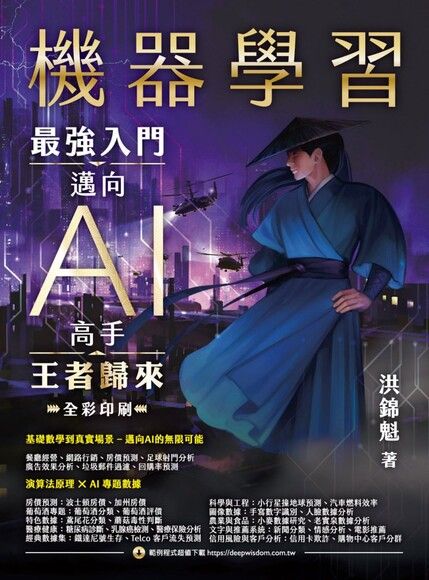 機器學習
最強入門
邁向
AI
高手
王者歸來
全彩印刷
洪錦魁 著
基礎數學到真實場景 – 邁向AI的無限可能
餐廳經營、網路行銷、房價預測、足球射門分析
廣告效果分析、垃圾郵件過濾、回購率預測
演算法原理 × AI 專題數據
房價預測：波士頓房價、加州房價
葡萄酒專題：葡萄酒分類、葡萄酒評價
特色數據：鳶尾花分類、蘑菇毒性判斷
醫療健康：糖尿病診斷、乳腺癌檢測、醫療保險分析
經典數據集：鐵達尼號生存、Telco 客戶流失預測
科學與工程：小行星撞地球預測、汽車燃料效率
圖像數據：手寫數字識別、人臉數據分析
農業與食品：小麥數據研究、老實泉數據分析
文字與推薦系統：新聞分類、情感分析、電影推薦
信用風險與客戶分析：信用卡欺詐、購物中心客戶分群
範例程式超值下載 https://deepwisdom.com.tw